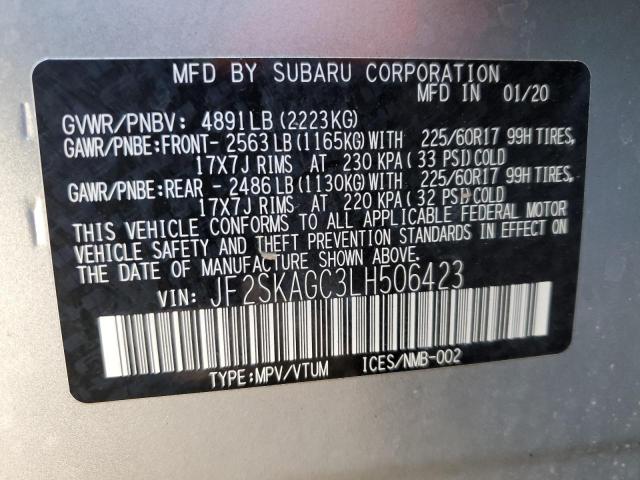 MFD BY SUBARU CORPORATION
MFD IN 01/20
GVWR/PNBV: 4891LB (2223KG)
GAWR/PNBE:FRONT- 2563LB (1165KG)WITH 225/60R17 99H TIRES,
17X7J RIMS AT 230 KPA (33 PSI)COLD
GAWR/PNBE:REAR - 2486LB (1130KG)WITH 225/60R17 99H TIRES,
17X7J RIMS AT 220 KPA (32 PSI)COLD
THIS VEHICLE CONFORMS TO ALL APPLICABLE FEDERAL MOTOR
VEHICLE SAFETY AND THEFT PREVENTION STANDARDS IN EFFECT ON
THE DATE OF MANUFACTURE SHOWN ABOVE.
VIN: JF2SKAGC3LH506423
TYPE:MPV/VTUM ICES/NMB-002